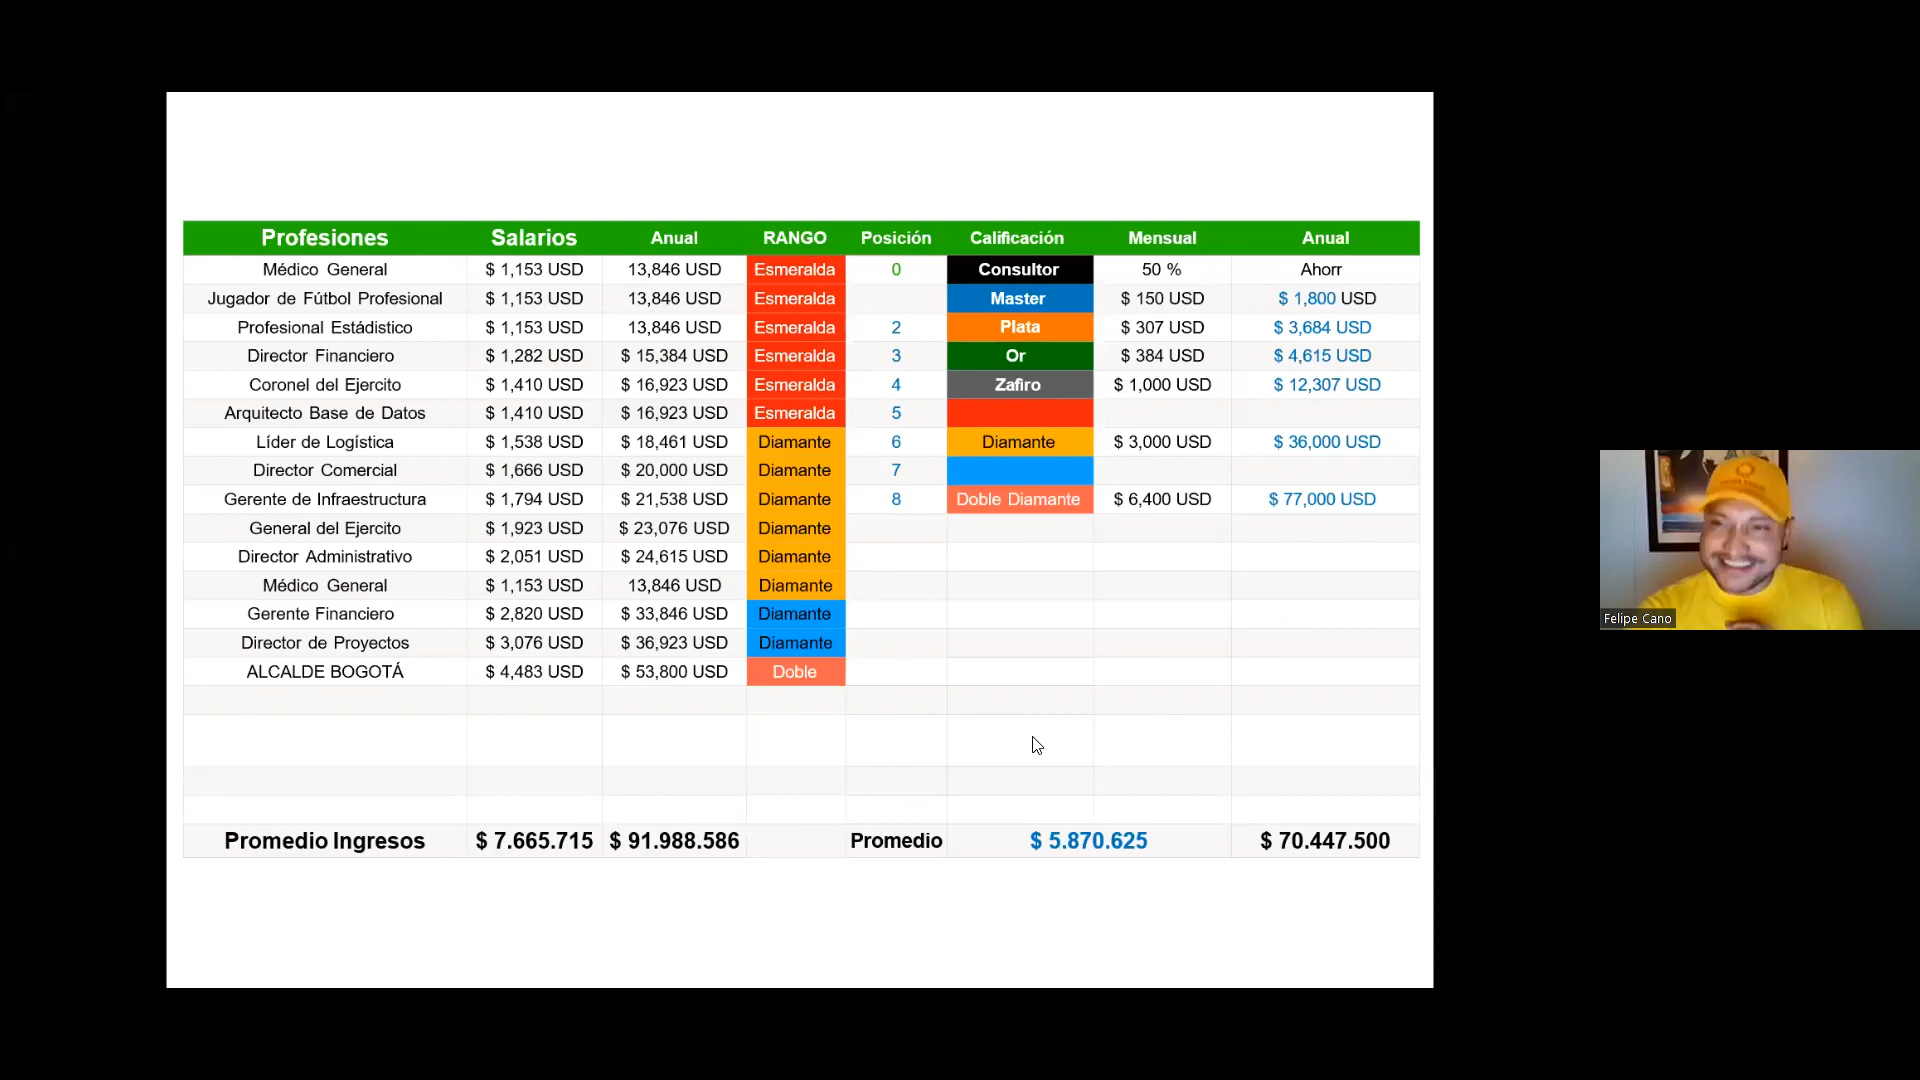 Profesiones Salarios Anual RANGO Posición Calificación Mensual Anual
Médico General $ 1,153 USD 13,846 USD Esmeralda 0 Consultor 50 % Ahorr
Jugador de Fútbol Profesional $ 1,153 USD 13,846 USD Esmeralda Master $ 150 USD $ 1,800 USD
Profesional Estádistico $ 1,153 USD 13,846 USD Esmeralda 2 Plata $ 307 USD $ 3,684 USD
Director Financiero $ 1,282 USD $ 15,384 USD Esmeralda 3 Or $ 384 USD $ 4,615 USD
Coronel del Ejercito $ 1,410 USD $ 16,923 USD Esmeralda 4 Zafiro $ 1,000 USD $ 12,307 USD
Arquitecto Base de Datos $ 1,410 USD $ 16,923 USD Esmeralda 5
Líder de Logística $ 1,538 USD $ 18,461 USD Diamante 6 Diamante $ 3,000 USD $ 36,000 USD
Director Comercial $ 1,666 USD $ 20,000 USD Diamante 7
Gerente de Infraestructura $ 1,794 USD $ 21,538 USD Diamante 8 Doble Diamante $ 6,400 USD $ 77,000 USD
General del Ejercito $ 1,923 USD $ 23,076 USD Diamante
Director Administrativo $ 2,051 USD $ 24,615 USD Diamante
Médico General $ 1,153 USD 13,846 USD Diamante
Gerente Financiero $ 2,820 USD $ 33,846 USD Diamante
Director de Proyectos $ 3,076 USD $ 36,923 USD Diamante
ALCALDE BOGOTÁ $ 4,483 USD $ 53,800 USD Doble
Promedio Ingresos $ 7.665.715 $ 91.988.586 Promedio $ 5.870.625 $ 70.447.500
Felipe Cano